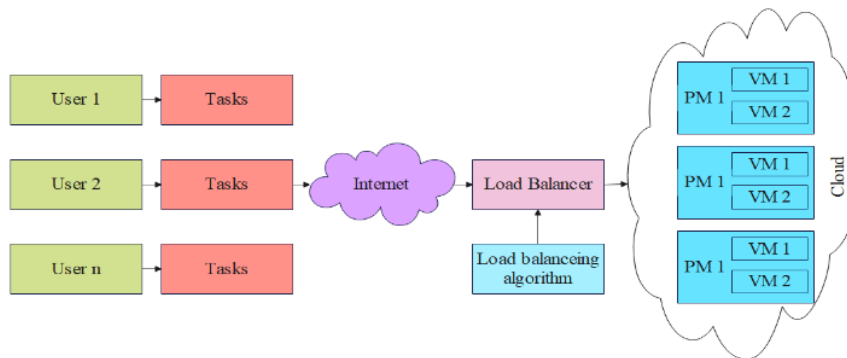 User 1
Tasks
User 2
Tasks
User n
Tasks
Internet
Load Balancer
Load balanceing
algorithm
PM 1
VM 1
VM 2
PM 1
VM 1
VM 2
PM 1
VM 1
VM 2
Cloud